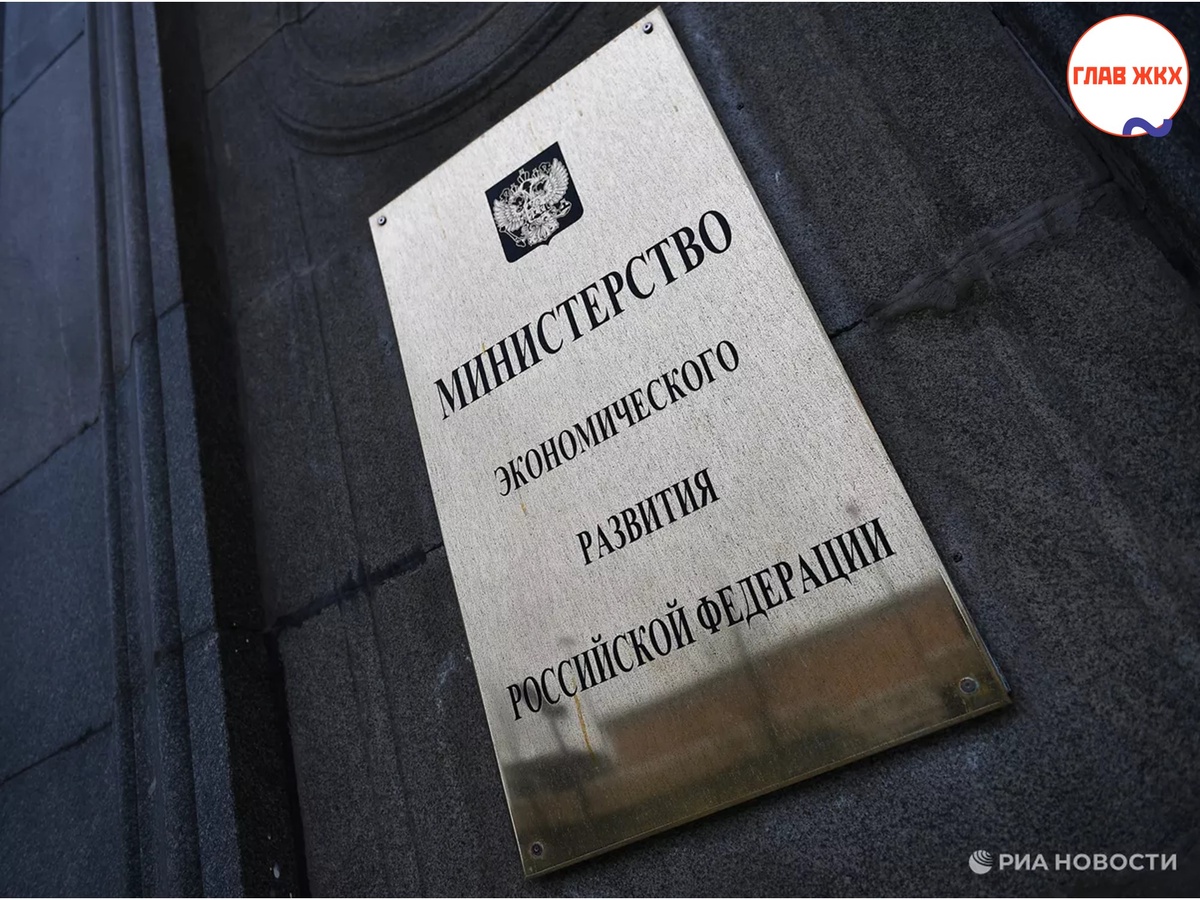 ГЛАВ ЖКХ
МИНИСТЕРСТВО
ЭКОНОМИЧЕСКОГО
РАЗВИТИЯ
РОССИЙСКОЙ ФЕДЕРАЦИИ
РИА НОВОСТИ